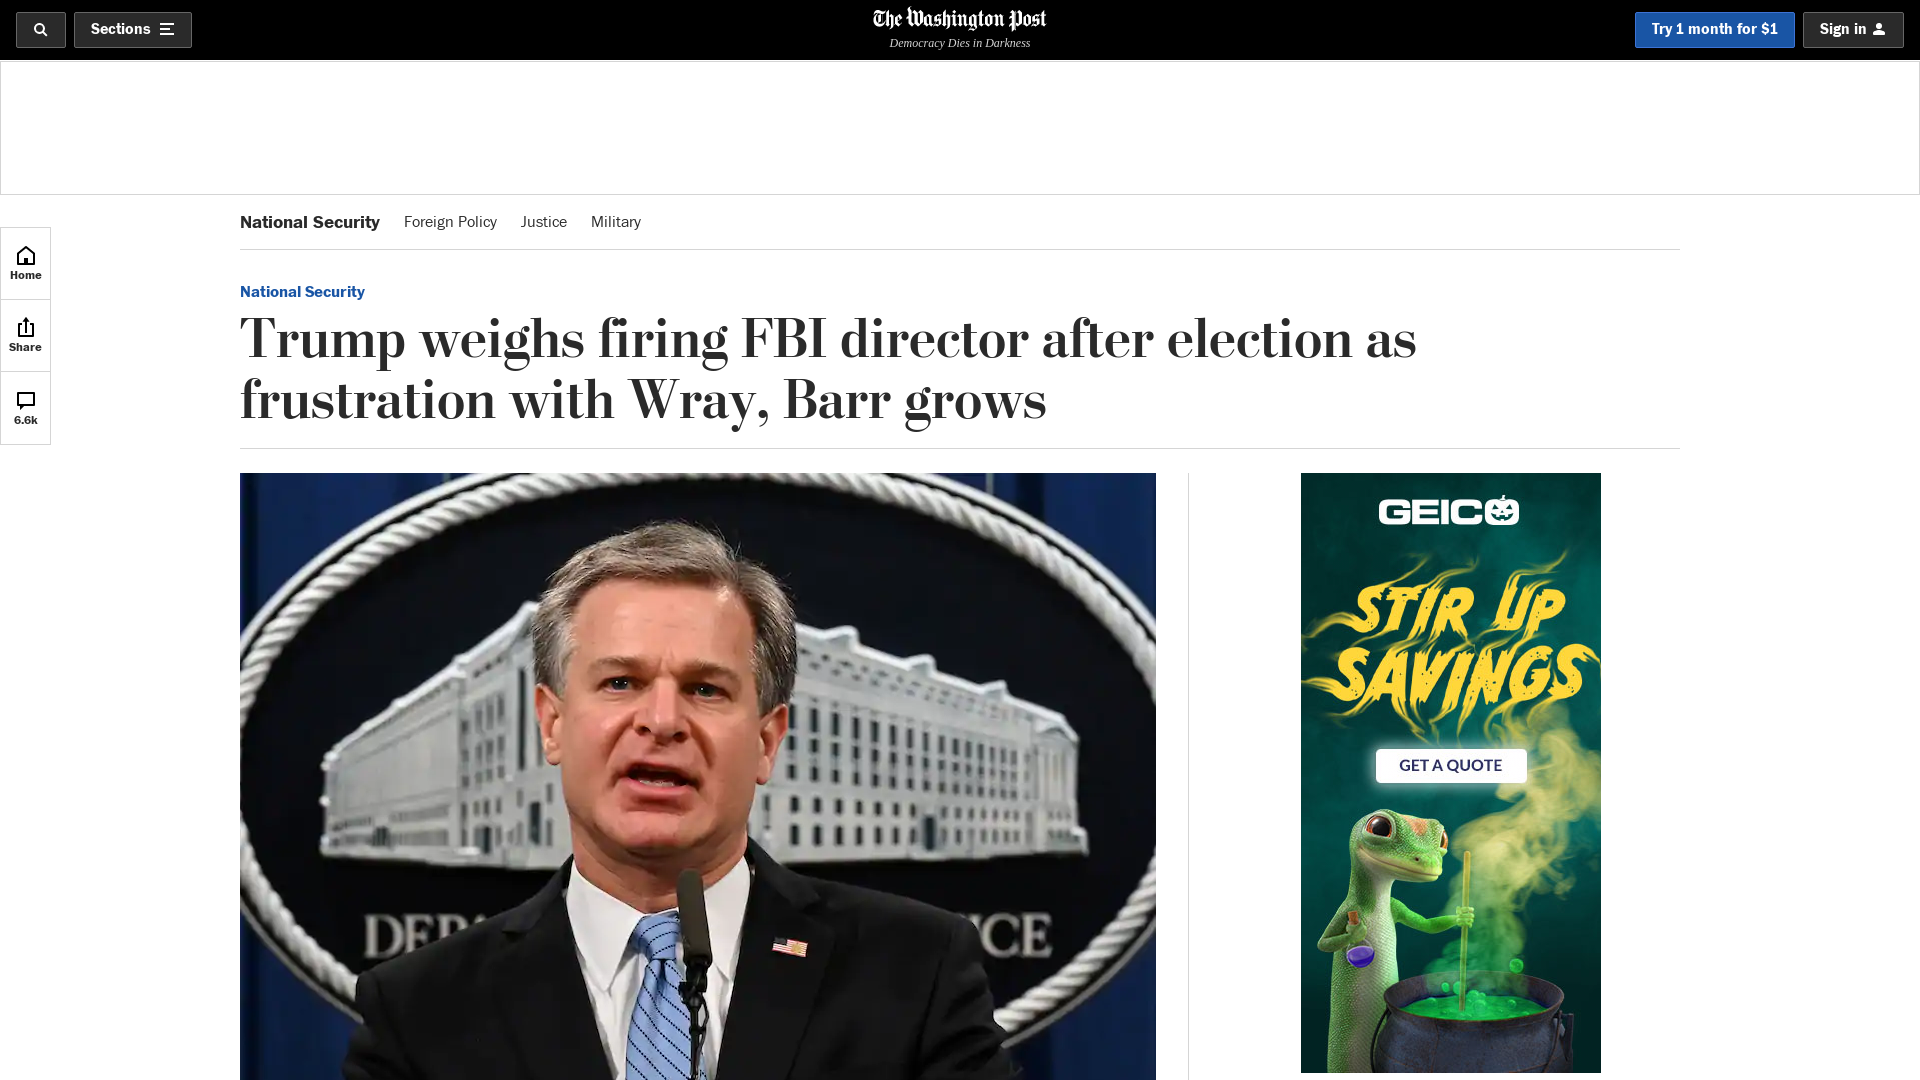 Sections
The Washington Post
Democracy Dies in Darkness
Try 1 month for $1
Sign in
National Security
Foreign Policy
Justice
Military
Home
Share
6.6k
National Security
Trump weighs firing FBI director after election as
frustration with Wray, Barr grows
DEPA
ICE
GEICO
STIR UP
SAVINGS
GET A QUOTE